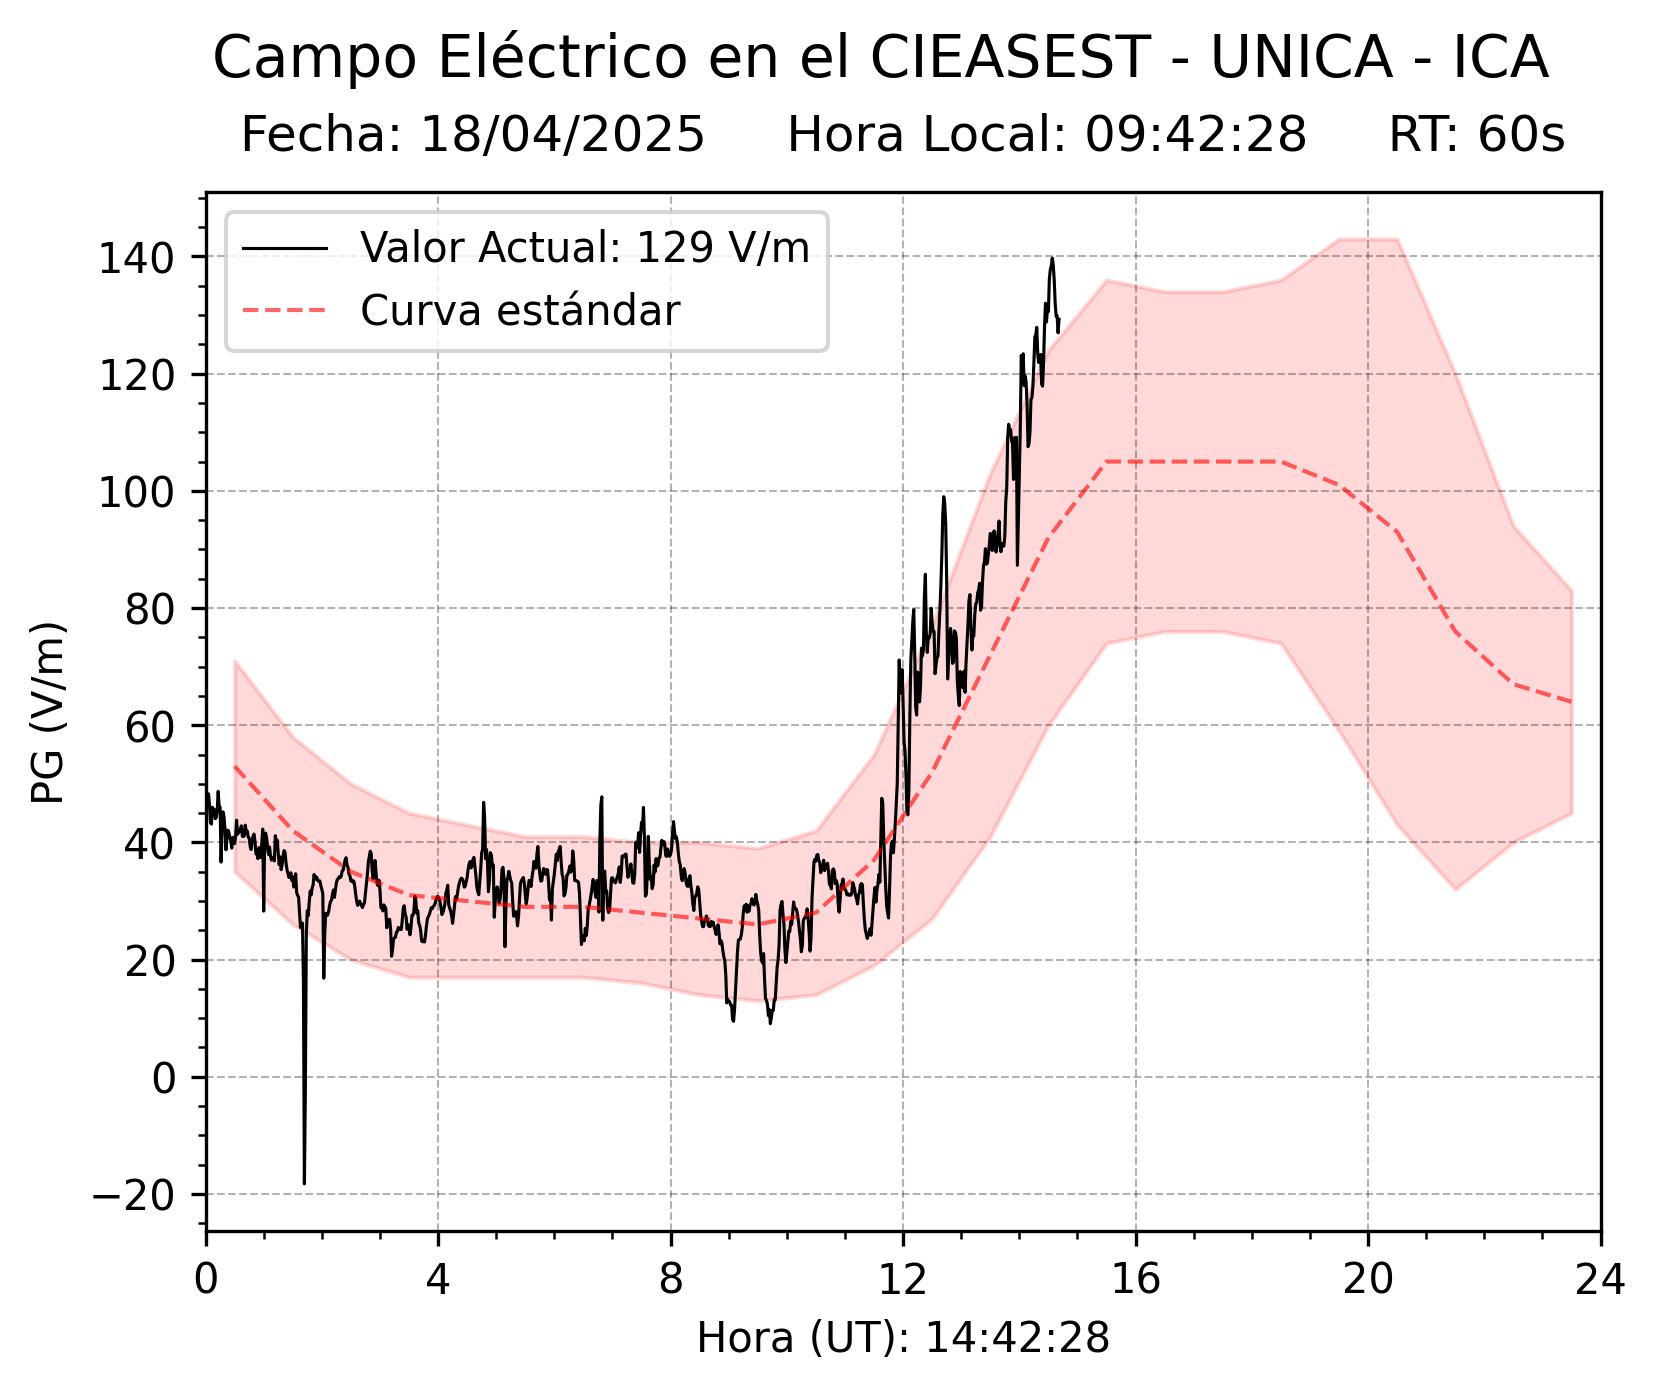 Campo Eléctrico en el CIEASEST - UNICA - ICA
Fecha: 18/04/2025 Hora Local: 09:42:28 RT: 60s
Valor Actual: 129 V/m
Curva estándar
PG (V/m)
140
120
100
80
60
40
20
0
−20
0 4 8 12 16 20 24
Hora (UT): 14:42:28